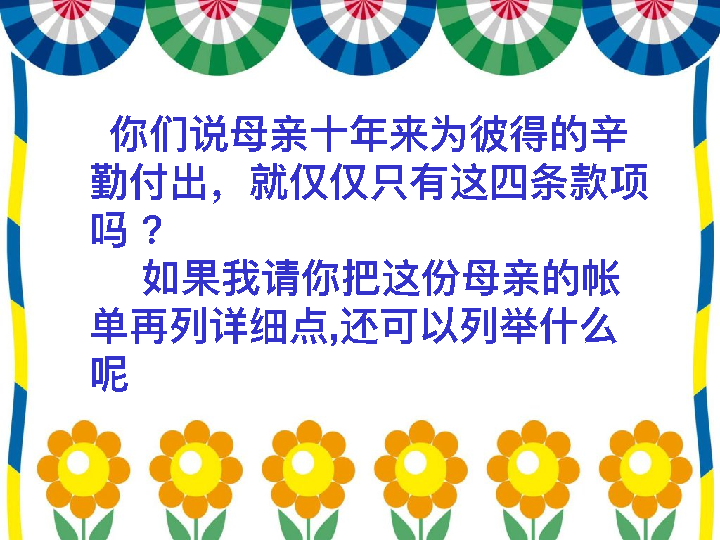 你们说母亲十年来为彼得的辛
勤付出，就仅仅只有这四条款项
吗？
如果我请你把这份母亲的帐
单再列详细点,还可以列举什么
呢